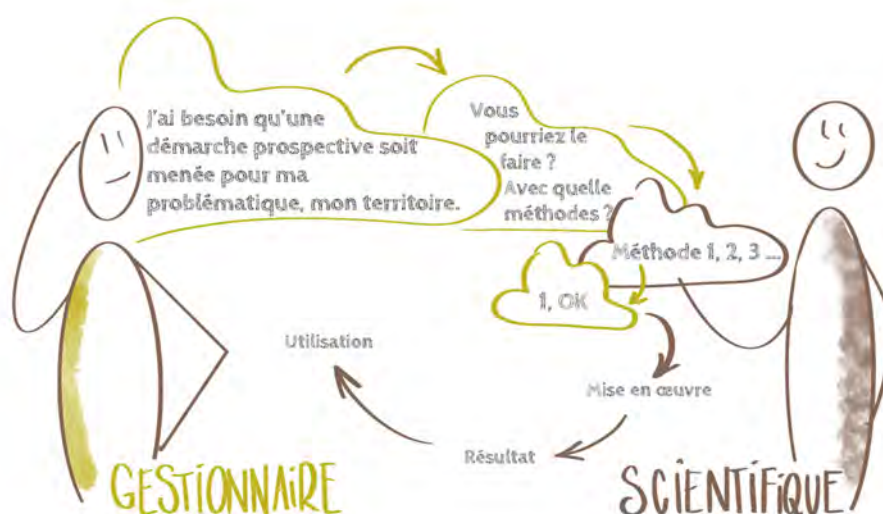 J'ai besoin qu'une
démarche prospective soit
menée pour ma
problématique, mon territoire.
Vous
pourriez le
faire ?
Avec quelle
méthodes ?
Méthode 1, 2, 3 ...
1, OK
Mise en œuvre
Résultat
Utilisation
GESTIONNAIRE
SCIENTIFIQUE